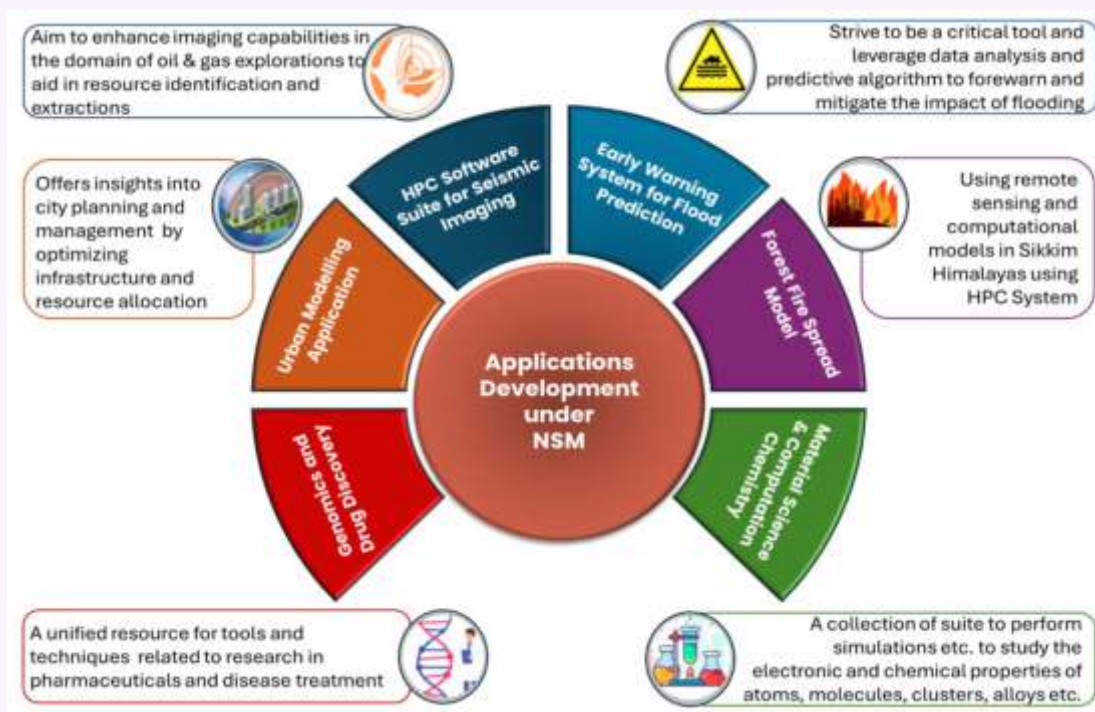 Aim to enhance imaging capabilities in
the domain of oil & gas explorations to
aid in resource identification and
extractions
Strive to be a critical tool and
leverage data analysis and
predictive algorithm to forewarn and
mitigate the impact of flooding
Offers insights into
city planning and
management by
optimizing
infrastructure and
resource allocation
Using remote
sensing and
computational
models in Sikkim
Himalayas using
HPC System
HPC Software
Suite for Seismic
Imaging
Early Warning
System for Flood
Prediction
Urban Modelling
Application
Forest Fire Spread
Model
Applications
Development
under
NSM
Genomics and
Drug Discovery
Material Science
& Computation
Chemistry
A unified resource for tools and
techniques related to research in
pharmaceuticals and disease treatment
A collection of suite to perform
simulations etc. to study the
electronic and chemical properties of
atoms, molecules, clusters, alloys etc.